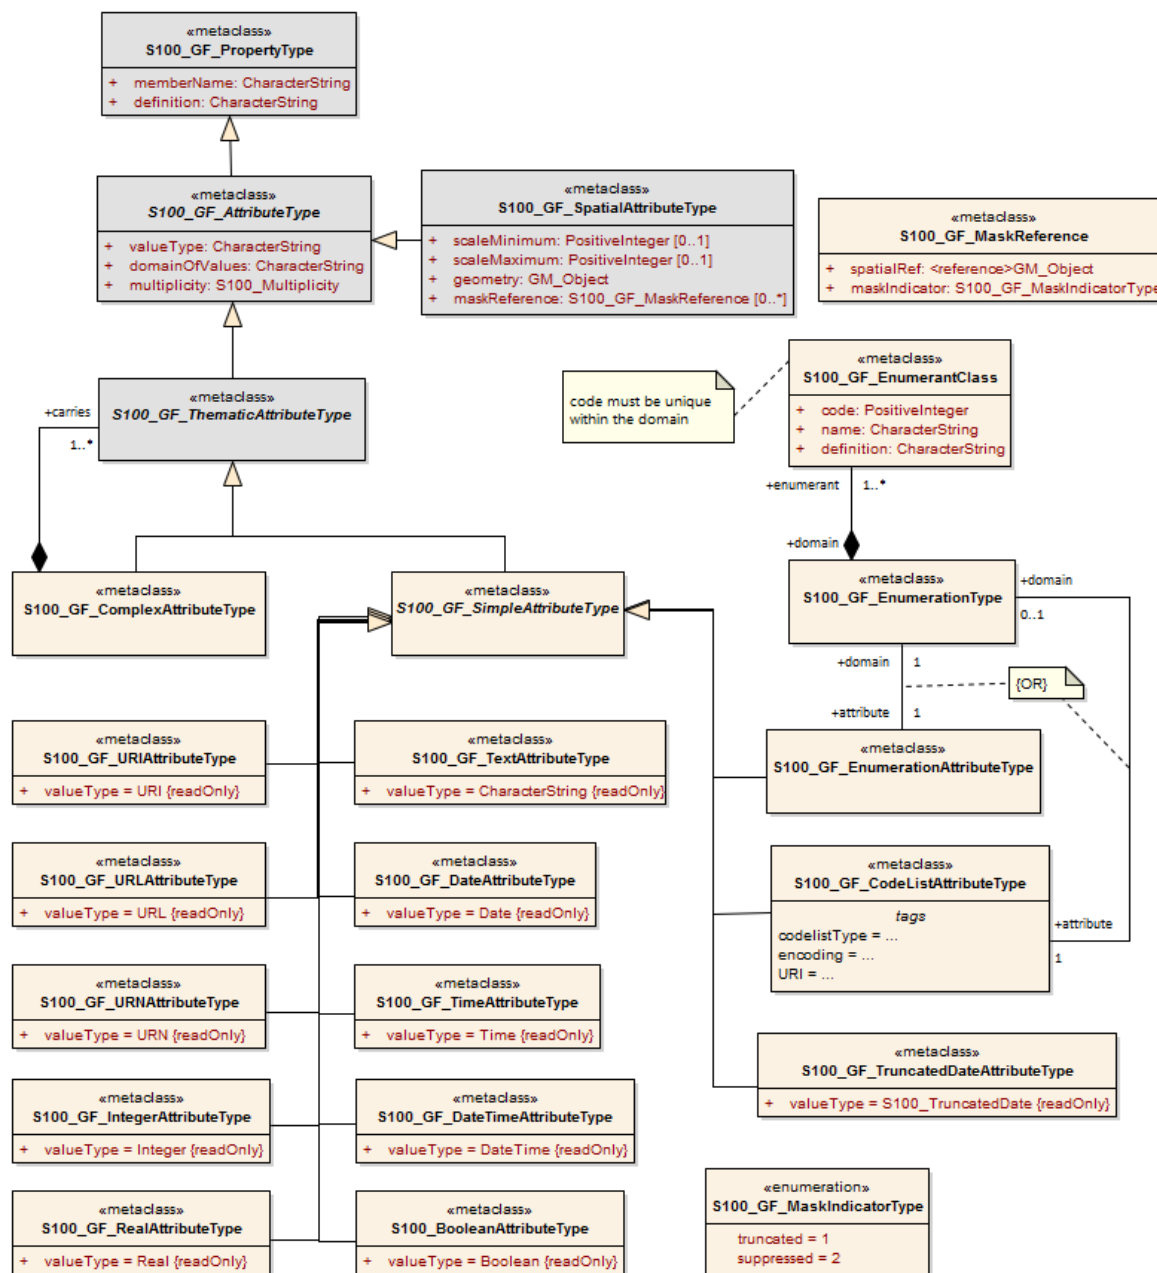 «metaclass»
S100_GF_PropertyType
+ memberName: CharacterString
+ definition: CharacterString
«metaclass»
S100_GF_AttributeType
+ valueType: CharacterString
+ domainOfValues: CharacterString
+ multiplicity: S100_Multiplicity
«metaclass»
S100_GF_SpatialAttributeType
+ scaleMinimum: PositiveInteger [0..1]
+ scaleMaximum: PositiveInteger [0..1]
+ geometry: GM_Object
+ maskReference: S100_GF_MaskReference [0..*]
«metaclass»
S100_GF_MaskReference
+ spatialRef: <reference>GM_Object
+ maskIndicator: S100_GF_MaskIndicatorType
«metaclass»
S100_GF_ThematicAttributeType
+carries
1..*
code must be unique
within the domain
«metaclass»
S100_GF_EnumerantClass
+ code: PositiveInteger
+ name: CharacterString
+ definition: CharacterString
+enumerant
1..*
+domain
«metaclass»
S100_GF_ComplexAttributeType
«metaclass»
S100_GF_SimpleAttributeType
«metaclass»
S100_GF_EnumerationType
+domain
0..1
+domain
1
{OR}
+attribute
1
«metaclass»
S100_GF_URIAttributeType
+ valueType = URI {readOnly}
«metaclass»
S100_GF_TextAttributeType
+ valueType = CharacterString {readOnly}
«metaclass»
S100_GF_EnumerationAttributeType
«metaclass»
S100_GF_URLAttributeType
+ valueType = URL {readOnly}
«metaclass»
S100_GF_DateAttributeType
+ valueType = Date {readOnly}
«metaclass»
S100_GF_CodeListAttributeType
tags
codelistType = ...
encoding = ...
URI = ...
+attribute
1
«metaclass»
S100_GF_URNAttributeType
+ valueType = URN {readOnly}
«metaclass»
S100_GF_TimeAttributeType
+ valueType = Time {readOnly}
«metaclass»
S100_GF_TruncatedDateAttributeType
+ valueType = S100_TruncatedDate {readOnly}
«metaclass»
S100_GF_IntegerAttributeType
+ valueType = Integer {readOnly}
«metaclass»
S100_GF_DateTimeAttributeType
+ valueType = DateTime {readOnly}
«metaclass»
S100_GF_RealAttributeType
+ valueType = Real {readOnly}
«metaclass»
S100_BooleanAttributeType
+ valueType = Boolean {readOnly}
«enumeration»
S100_GF_MaskIndicatorType
truncated = 1
suppressed = 2